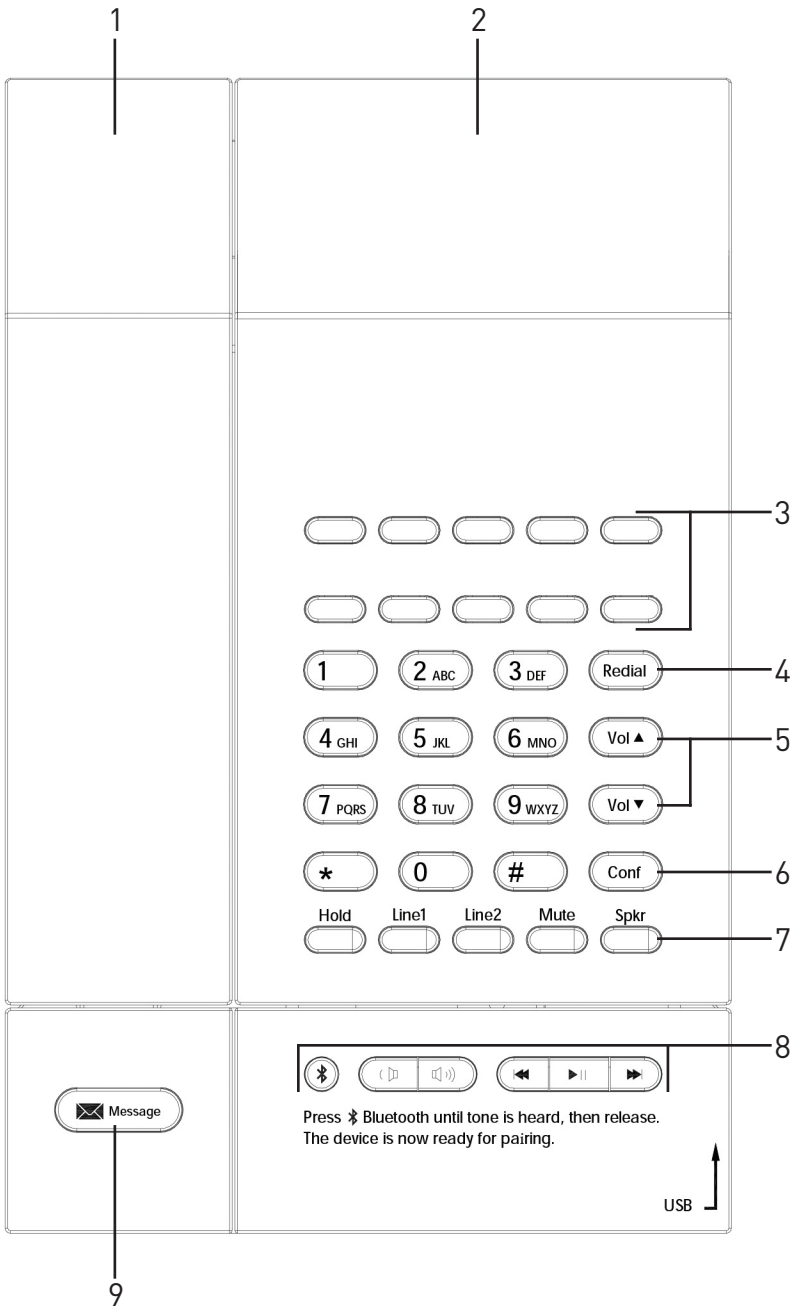 1 2
3
1 2 ABC 3 DEF Redial 4
4 GHI 5 JKL 6 MNO Vol ▲ 5
7 PQRS 8 TUV 9 WXYZ Vol ▼
* 0 # Conf 6
Hold Line1 Line2 Mute Spkr
7
8
Message
Press Bluetooth until tone is heard, then release.
The device is now ready for pairing.
USB
9